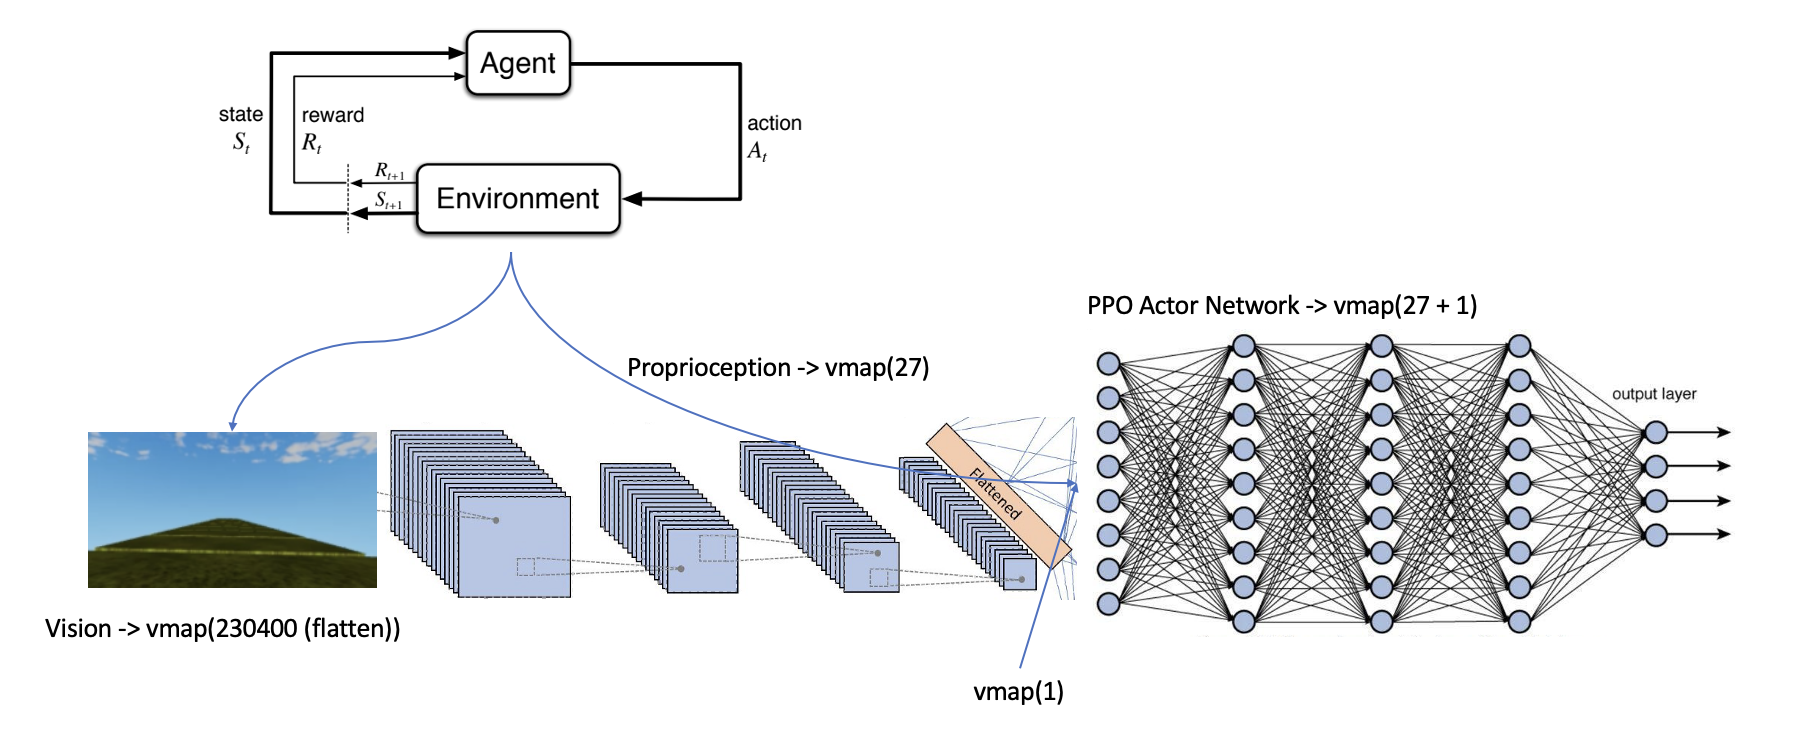 Agent
state
S_t
reward
R_t
action
A_t
R_{t+1}
S_{t+1}
Environment
PPO Actor Network -> vmap(27 + 1)
Proprioception -> vmap(27)
output layer
Flattened
Vision -> vmap(230400 (flatten))
vmap(1)